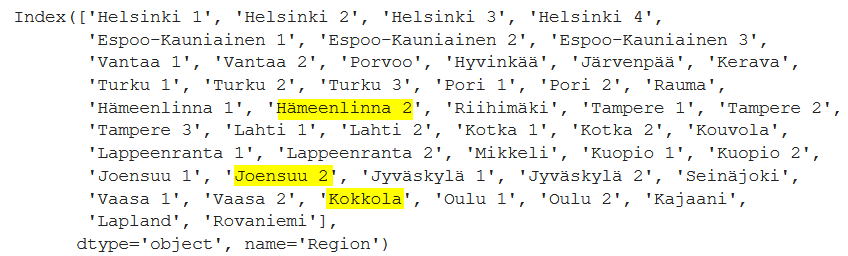 Index(['Helsinki 1', 'Helsinki 2', 'Helsinki 3', 'Helsinki 4',
'Espoo-Kauniainen 1', 'Espoo-Kauniainen 2', 'Espoo-Kauniainen 3',
'Vantaa 1', 'Vantaa 2', 'Porvoo', 'Hyvinkää', 'Järvenpää', 'Kerava',
'Turku 1', 'Turku 2', 'Turku 3', 'Pori 1', 'Pori 2', 'Rauma',
'Hämeenlinna 1', 'Hämeenlinna 2', 'Riihimäki', 'Tampere 1', 'Tampere 2',
'Tampere 3', 'Lahti 1', 'Lahti 2', 'Kotka 1', 'Kotka 2', 'Kouvola',
'Lappeenranta 1', 'Lappeenranta 2', 'Mikkeli', 'Kuopio 1', 'Kuopio 2',
'Joensuu 1', 'Joensuu 2', 'Jyväskylä 1', 'Jyväskylä 2', 'Seinäjoki',
'Vaasa 1', 'Vaasa 2', 'Kokkola', 'Oulu 1', 'Oulu 2', 'Kajaani',
'Lapland', 'Rovaniemi'],
dtype='object', name='Region')